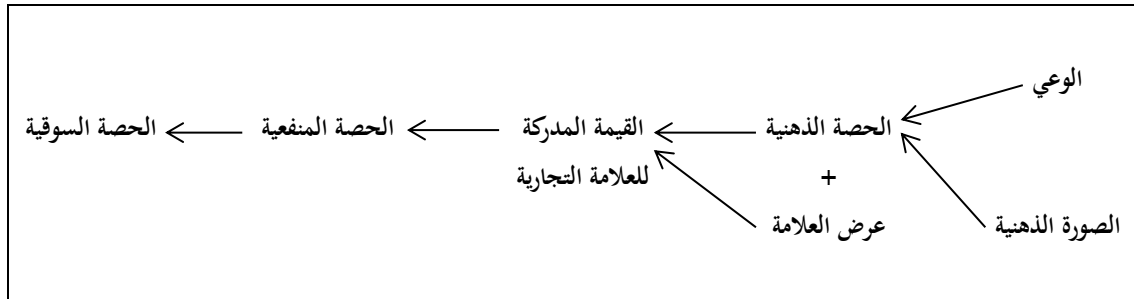 الوعي
الحصة الذهنية
القيمة المدركة
الحصة المنفعية
الحصة السوقية
+
للعلامة التجارية
الصورة الذهنية
عرض العلامة